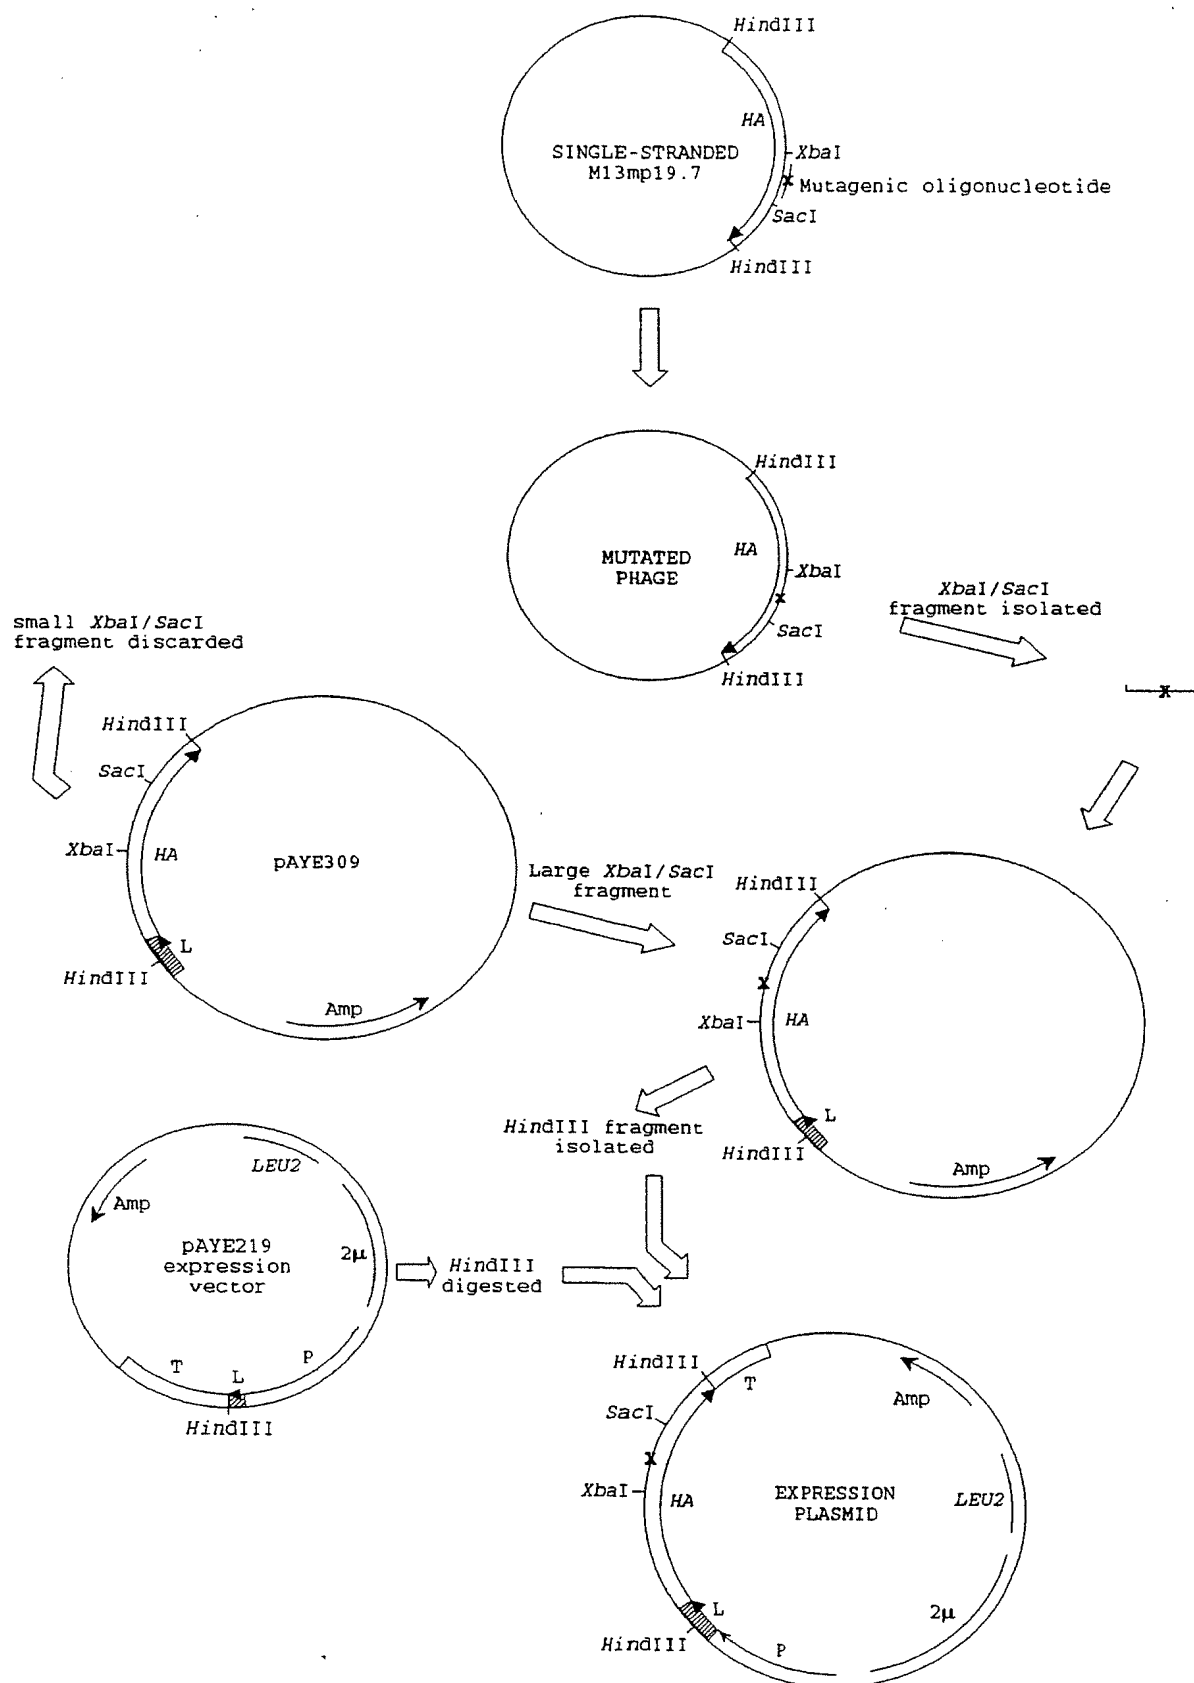 HindIII
HA
SINGLE-STRANDED
M13mp19.7
XbaI
x Mutagenic oligonucleotide
SacI
HindIII
HindIII
MUTATED
PHAGE
HA
XbaI
x
SacI
HindIII
XbaI/SacI
fragment isolated
x
small XbaI/SacI
fragment discarded
HindIII
SacI
XbaI
HA
pAYE309
L
HindIII
Amp
Large XbaI/SacI
fragment
HindIII
SacI
x
XbaI
HA
L
HindIII
Amp
HindIII fragment
isolated
LEU2
Amp
pAYE219
expression
vector
2μ
T
L
P
HindIII
HindIII
digested
HindIII
T
Amp
SacI
x
XbaI
HA
EXPRESSION
PLASMID
LEU2
L
2μ
HindIII
P